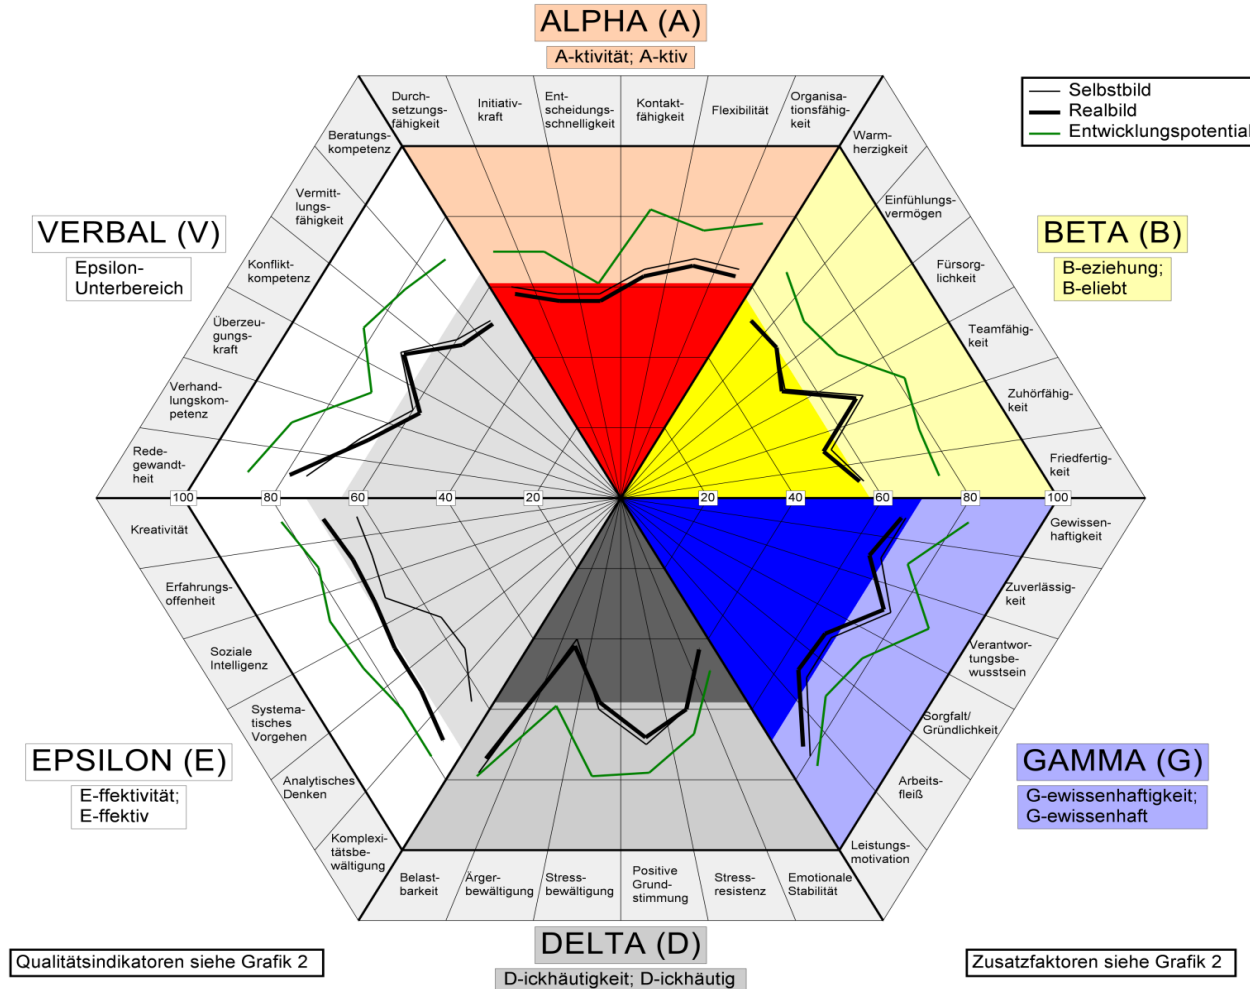 ALPHA (A)
A-ktivität; A-ktiv
Selbstbild
Realbild
Entwicklungspotential
Durch-
setzungs-
fähigkeit
Initiativ-
kraft
Ent-
scheidungs-
schnelligkeit
Kontakt-
fähigkeit
Flexibilität
Organisa-
tionsfähig-
keit
Beratungs-
kompetenz
Warm-
herzigkeit
Vermitt-
lungs-
fähigkeit
Einfühlungs-
vermögen
VERBAL (V)
Epsilon-
Unterbereich
Konflikt-
kompetenz
Fürsorg-
lichkeit
BETA (B)
B-eziehung;
B-eliebt
Überzeu-
gungs-
kraft
Teamfähig-
keit
Verhand-
lungskom-
petenz
Zuhörfähig-
keit
Rede-
gewandt-
heit
Friedfertig-
keit
100 80 60 40 20 20 40 60 80 100
Kreativität
Gewissen-
haftigkeit
Erfahrungs-
offenheit
Zuverlässig-
keit
Soziale
Intelligenz
Verantwor-
tungsbe-
wusstsein
Systema-
tisches
Vorgehen
Sorgfalt/
Gründlichkeit
EPSILON (E)
E-ffektivität;
E-ffektiv
Analytisches
Denken
Arbeits-
fleiß
GAMMA (G)
G-ewissenhaftigkeit;
G-ewissenhaft
Komplexi-
tätsbe-
wältigung
Leistungs-
motivation
Belast-
barkeit
Ärger-
bewältigung
Stress-
bewältigung
Positive
Grund-
stimmung
Stress-
resistenz
Emotionale
Stabilität
DELTA (D)
D-ickhäutigkeit; D-ickhäutig
Qualitätsindikatoren siehe Grafik 2
Zusatzfaktoren siehe Grafik 2